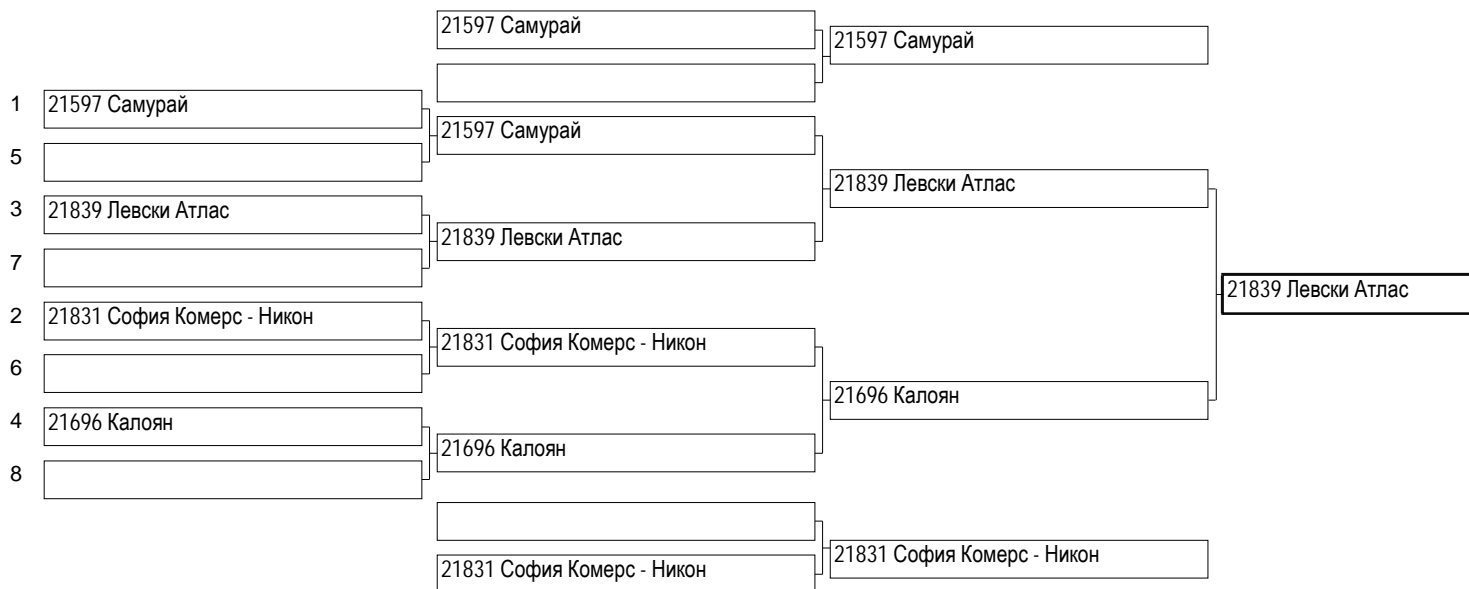 21597 Самурай
21597 Самурай
1 21597 Самурай
21597 Самурай
5
21839 Левски Атлас
3 21839 Левски Атлас
21839 Левски Атлас
7
21839 Левски Атлас
2 21831 София Комерс - Никон
21831 София Комерс - Никон
6
21696 Калоян
4 21696 Калоян
21696 Калоян
8
21831 София Комерс - Никон
21831 София Комерс - Никон